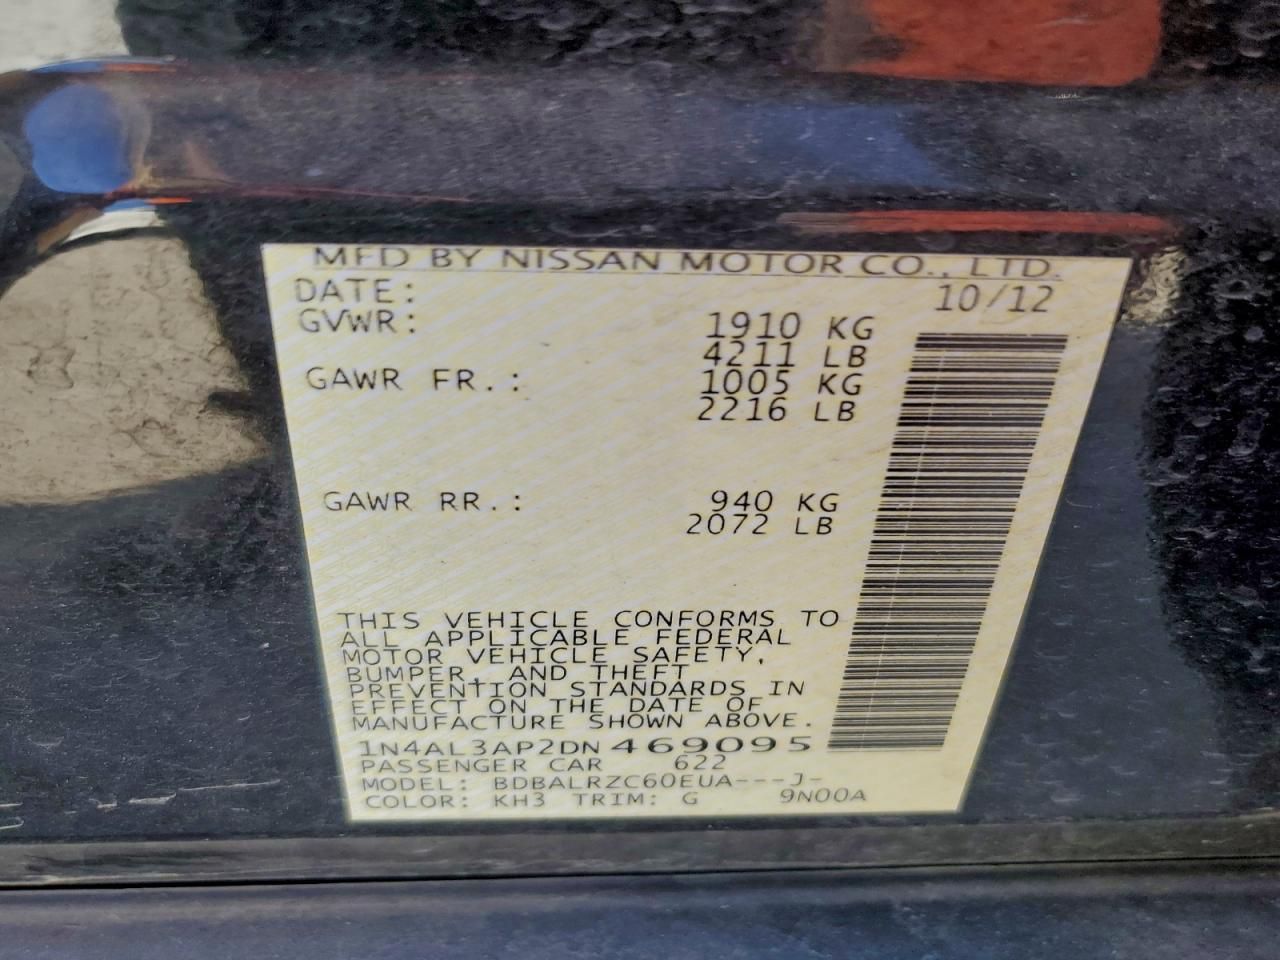 MFD BY NISSAN MOTOR CO., LTD.
DATE: 10/12
GVWR: 1910 KG
4211 LB
GAWR FR.: 1005 KG
2216 LB
GAWR RR.: 940 KG
2072 LB
THIS VEHICLE CONFORMS TO
ALL APPLICABLE FEDERAL
MOTOR VEHICLE SAFETY,
BUMPER, AND THEFT
PREVENTION STANDARDS IN
EFFECT ON THE DATE OF
MANUFACTURE SHOWN ABOVE.
1N4AL3AP2DN469095
PASSENGER CAR 622
MODEL: BDBALRZC60EUA---J-
COLOR: KH3 TRIM: G 9N00A